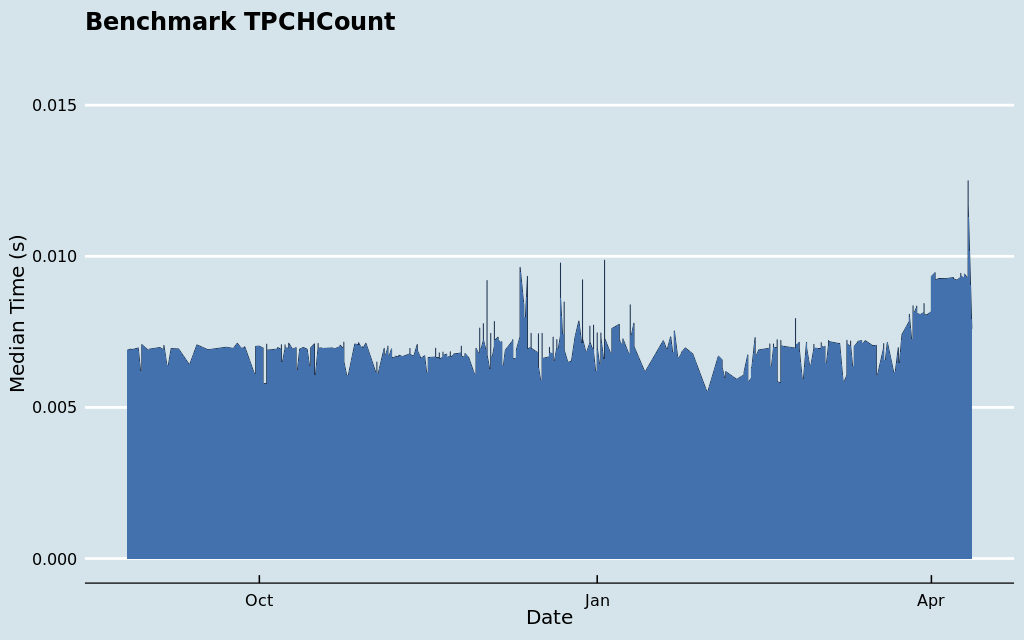 Benchmark TPCHCount
0.015
0.010
0.005
0.000
Median Time (s)
Oct
Jan
Apr
Date